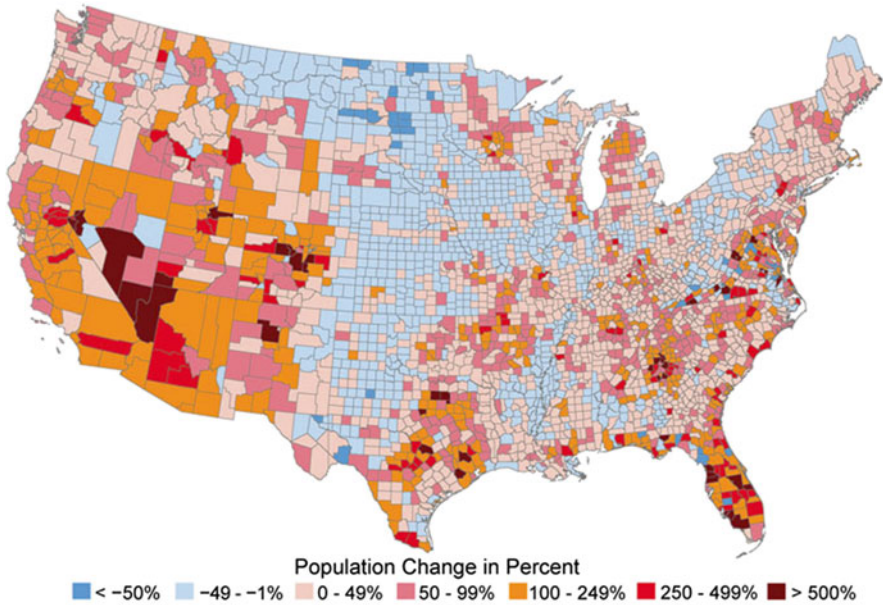 Population Change in Percent
< −50% −49 - −1% 0 - 49% 50 - 99% 100 - 249% 250 - 499% > 500%